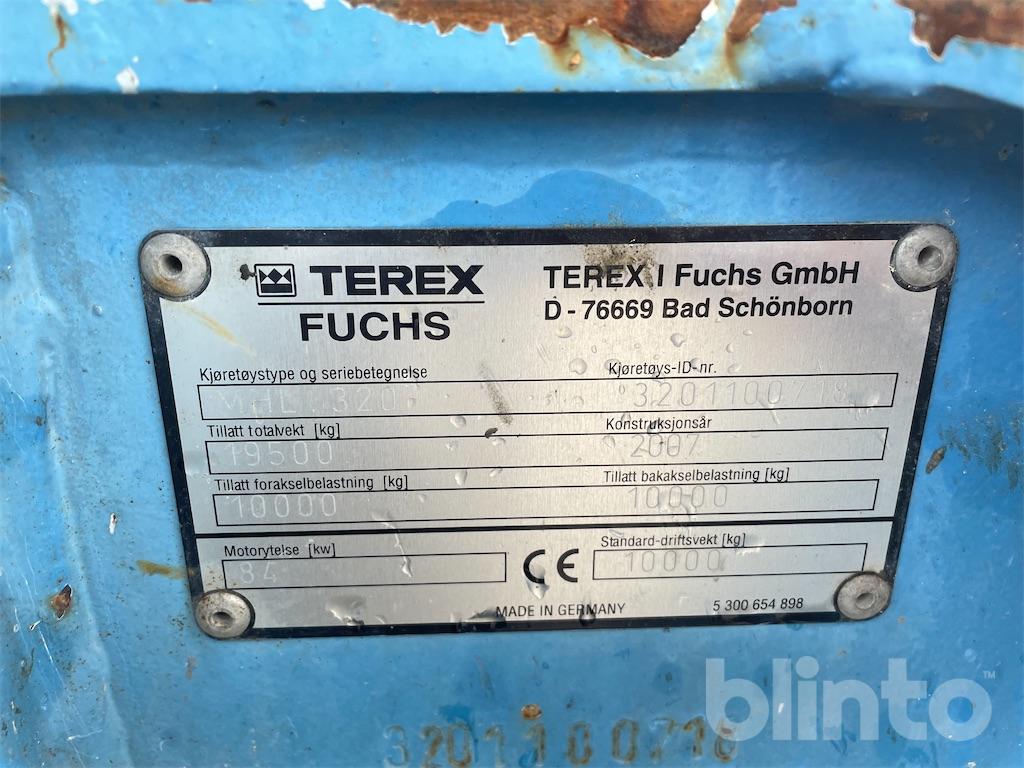 TEREX
FUCHS
TEREX I Fuchs GmbH
D - 76669 Bad Schönborn
Kjøretøystype og seriebetegnelse
Kjøretøys-ID-nr.
MHL 320
3201100718
Tillatt totalvekt [kg]
Konstruksjonsår
19500
2007
Tillatt forakselbelastning [kg]
Tillatt bakakselbelastning [kg]
10000
10000
Motorytelse [kw]
Standard-driftsvekt [kg]
84
CE
10000
MADE IN GERMANY
5 300 654 898
blinto™
3201100718